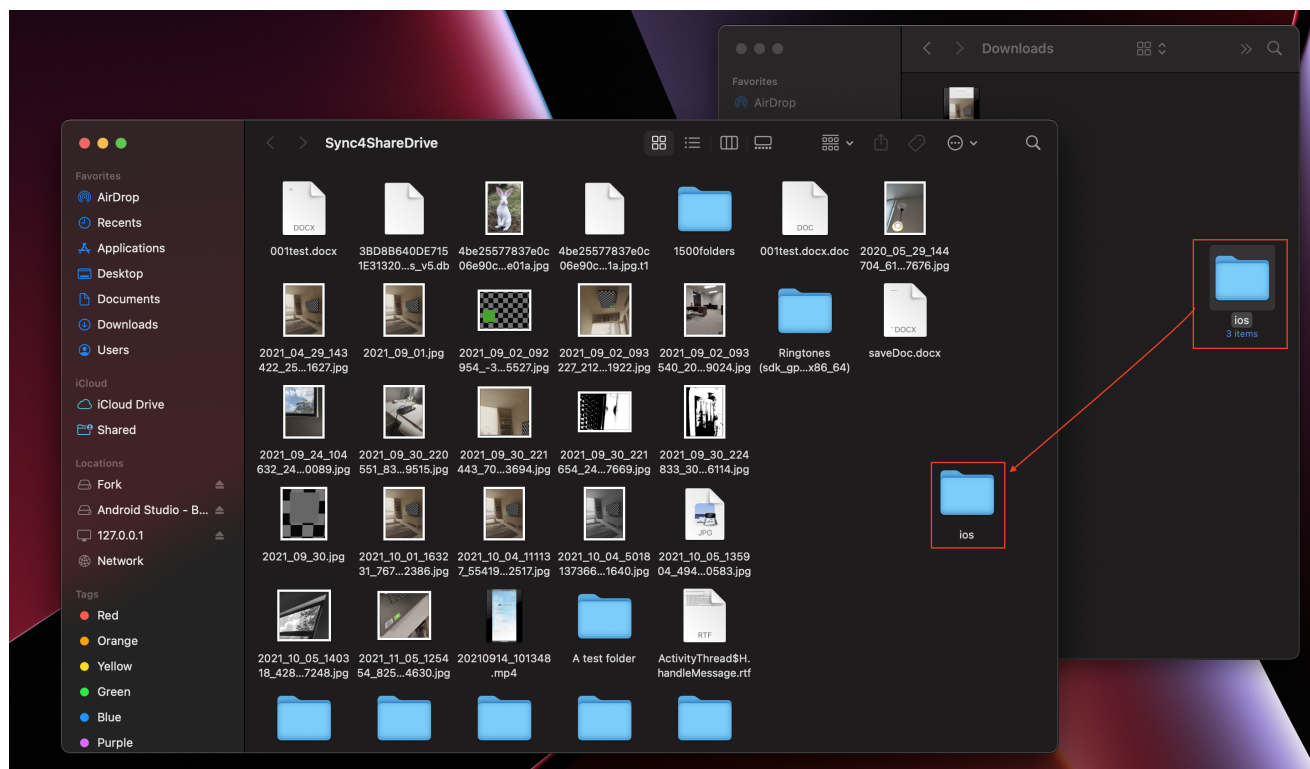 Downloads
Favorites
AirDrop
Sync4ShareDrive
Favorites
AirDrop
Recents
Applications
Desktop
Documents
Downloads
Users
iCloud
iCloud Drive
Shared
Locations
Fork
Android Studio - B...
127.0.0.1
Network
Tags
Red
Orange
Yellow
Green
Blue
Purple
DOCX
DOC
001test.docx
3BD8B640DE715
1E31320...s_v5.db
4be25577837e0c
06e90c...e01a.jpg
4be25577837e0c
06e90c...1a.jpg.t1
1500folders
001test.docx.doc
2020_05_29_144
704_61...7676.jpg
DOCX
2021_04_29_143
422_25...1627.jpg
2021_09_01.jpg
2021_09_02_092
954_-3...5527.jpg
2021_09_02_093
227_212...1922.jpg
2021_09_02_093
540_20...9024.jpg
Ringtones
(sdk_gp...x86_64)
saveDoc.docx
2021_09_24_104
632_24...0089.jpg
2021_09_30_220
551_83...9515.jpg
2021_09_30_221
443_70...3694.jpg
2021_09_30_221
654_24...7669.jpg
2021_09_30_224
833_30...6114.jpg
JPG
2021_09_30.jpg
2021_10_01_1632
31_767...2386.jpg
2021_10_04_11113
7_55419...2517.jpg
2021_10_04_5018
137366...1640.jpg
2021_10_05_1359
04_494...0583.jpg
RTF
2021_10_05_1403
18_428...7248.jpg
2021_11_05_1254
54_825...4630.jpg
20210914_101348
.mp4
A test folder
ActivityThread$H.
handleMessage.rtf
ios
ios
3 items